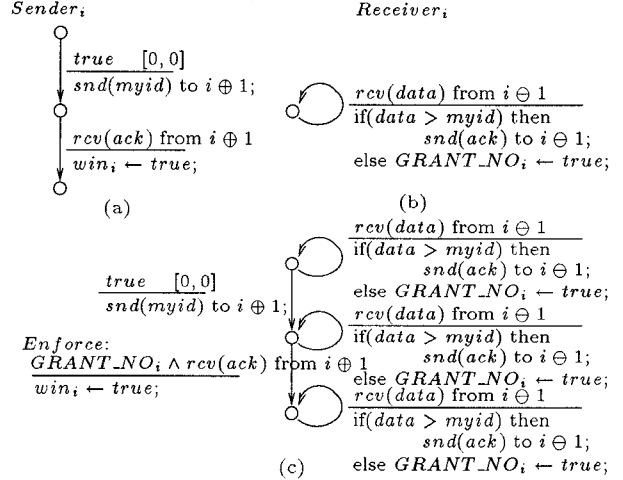 Sender_i
true [0, 0]
snd(myid) to i ⊕ 1;
rcv(ack) from i ⊕ 1
win_i ← true;
(a)
Receiver_i
rcv(data) from i ⊖ 1
if(data > myid) then
snd(ack) to i ⊖ 1;
else GRANT_NO_i ← true;
(b)
true [0, 0]
snd(myid) to i ⊕ 1;
Enforce:
GRANT_NO_i ∧ rcv(ack) from i ⊕ 1
win_i ← true;
rcv(data) from i ⊖ 1
if(data > myid) then
snd(ack) to i ⊖ 1;
else GRANT_NO_i ← true;
rcv(data) from i ⊖ 1
if(data > myid) then
snd(ack) to i ⊖ 1;
else GRANT_NO_i ← true;
rcv(data) from i ⊖ 1
if(data > myid) then
snd(ack) to i ⊖ 1;
else GRANT_NO_i ← true;
(c)